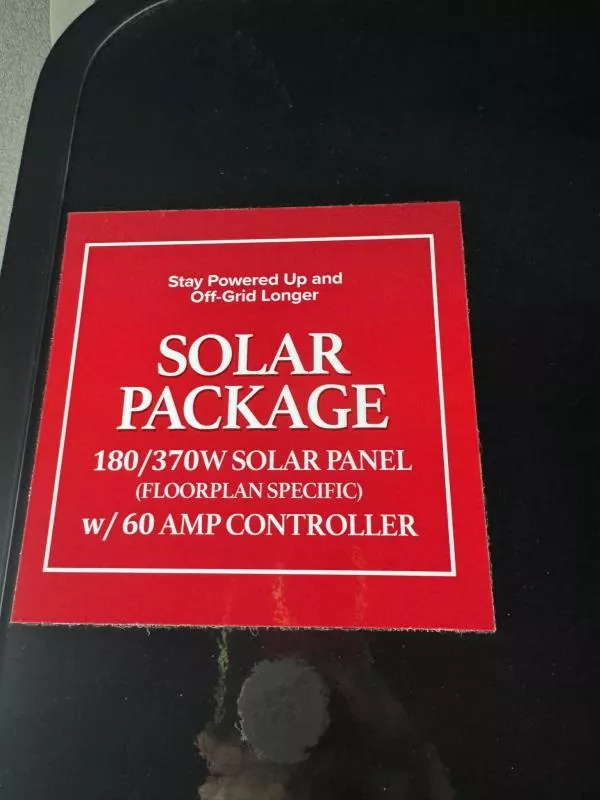 Stay Powered Up and
Off-Grid Longer
SOLAR
PACKAGE
180/370W SOLAR PANEL
(FLOORPLAN SPECIFIC)
w/ 60 AMP CONTROLLER